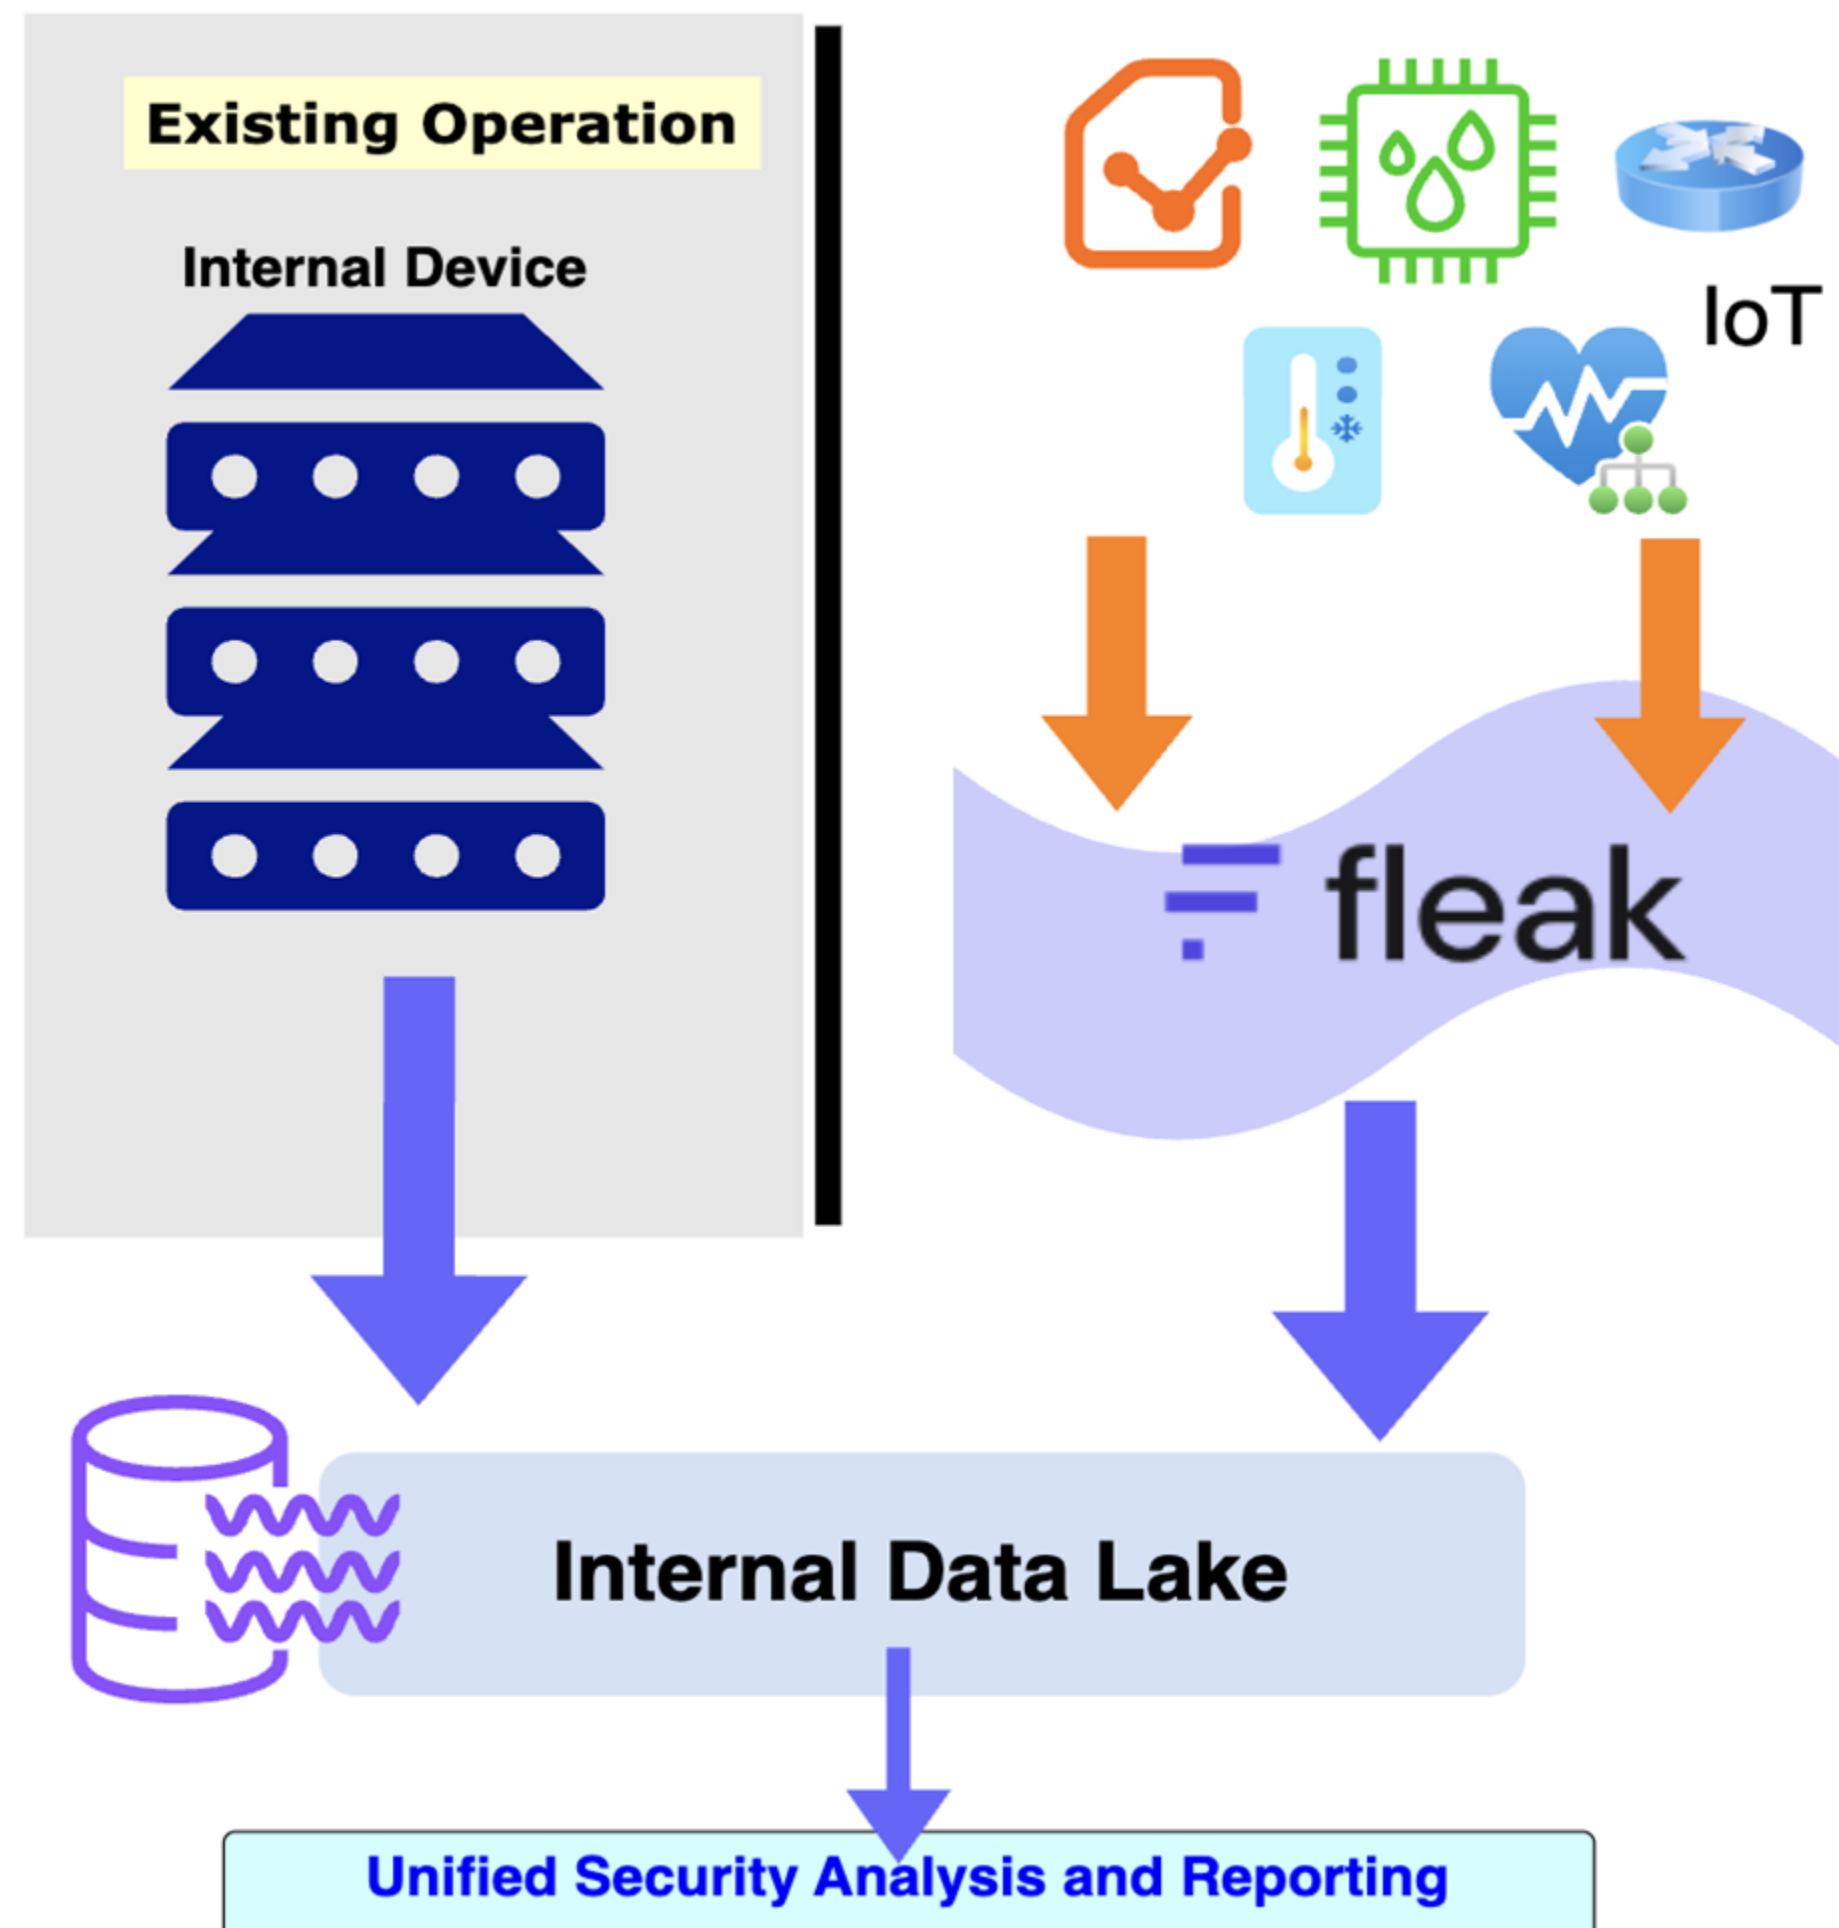 Existing Operation
Internal Device
IoT
fleak
Internal Data Lake
Unified Security Analysis and Reporting